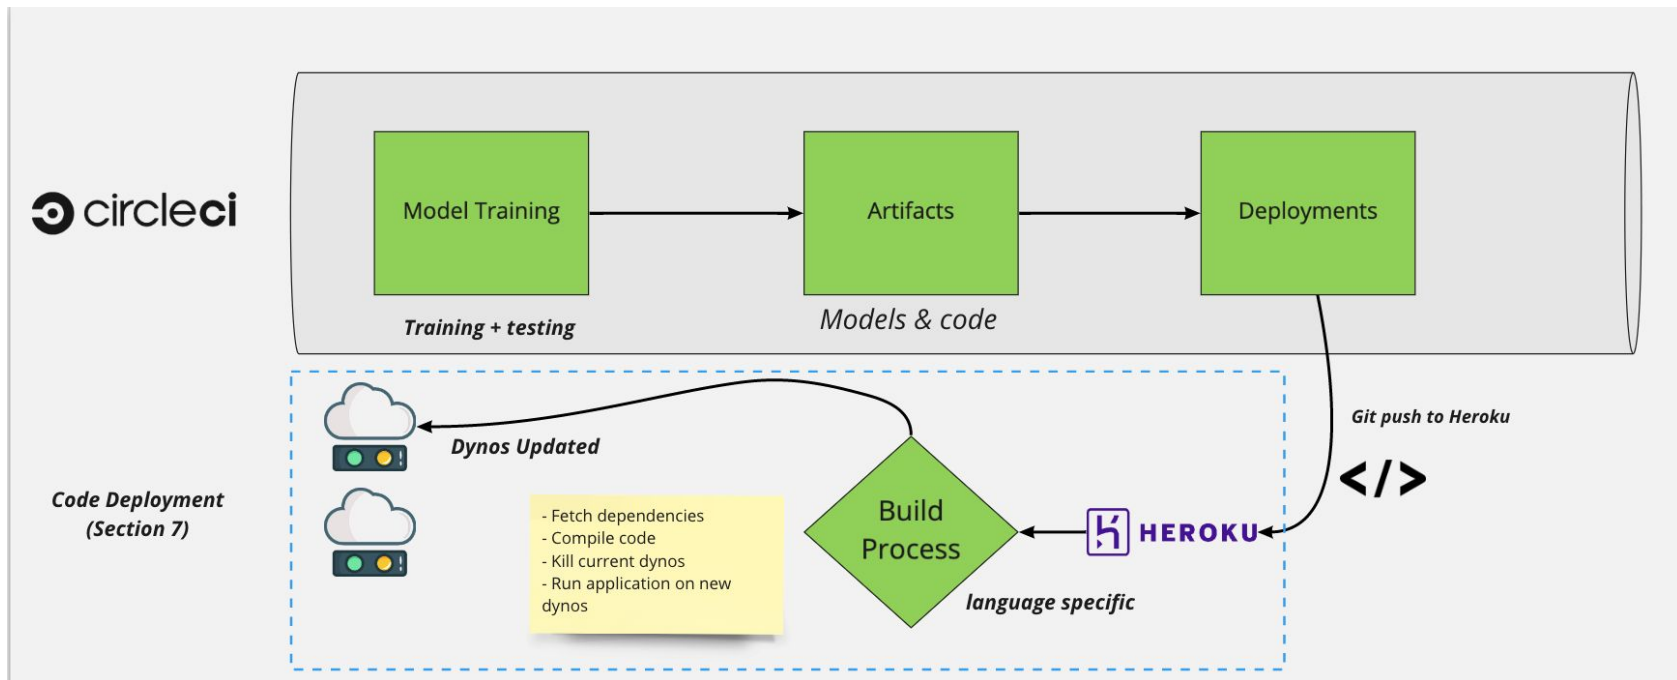 circleci
Model Training
Artifacts
Deployments
Training + testing
Models & code
Git push to Heroku
</>
Dynos Updated
Code Deployment
(Section 7)
- Fetch dependencies
- Compile code
- Kill current dynos
- Run application on new
dynos
Build
Process
HEROKU
language specific